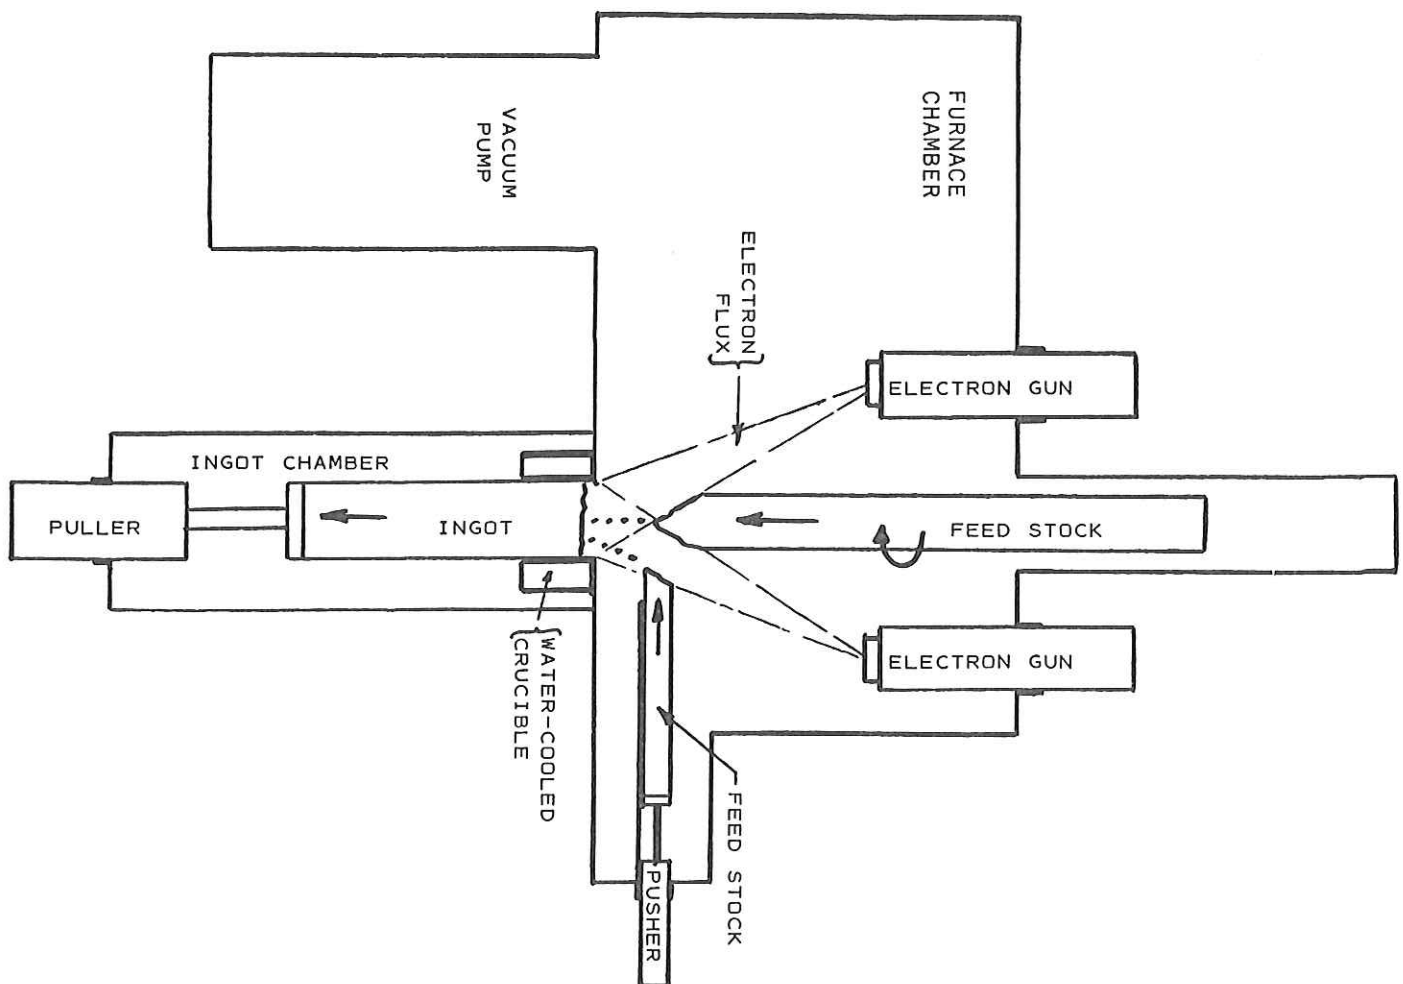 FURNACE
CHAMBER
VACUUM
PUMP
ELECTRON
FLUX
ELECTRON GUN
INGOT CHAMBER
PULLER
INGOT
FEED STOCK
ELECTRON GUN
WATER-COOLED
CRUCIBLE
FEED STOCK
PUSHER